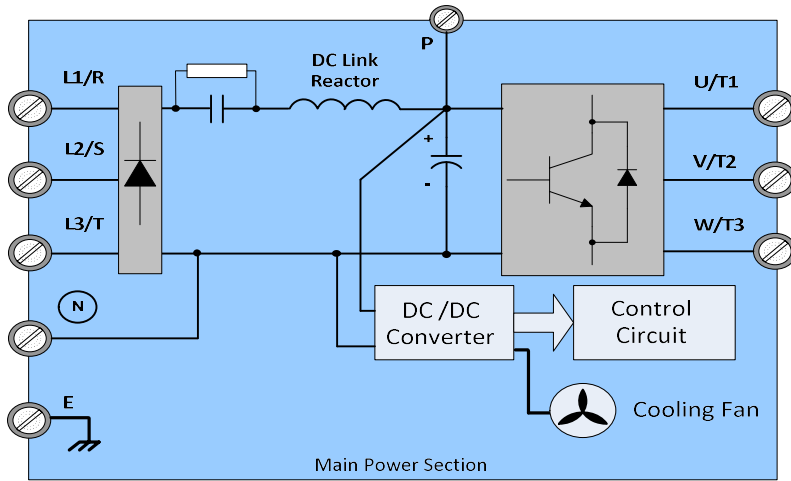 P
L1/R
DC Link
Reactor
U/T1
L2/S
+
-
V/T2
L3/T
W/T3
N
DC /DC
Converter
Control
Circuit
E
Cooling Fan
Main Power Section